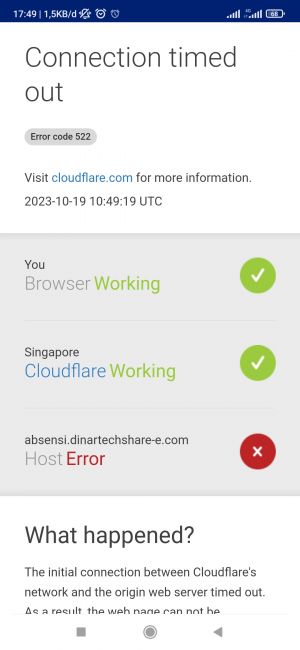 17:49 | 1,5KB/d
4G
68
Connection timed
out
Error code 522
Visit cloudflare.com for more information.
2023-10-19 10:49:19 UTC
You
Browser Working
Singapore
Cloudflare Working
absensi.dinartechshare-e.com
Host Error
What happened?
The initial connection between Cloudflare's
network and the origin web server timed out.
As a result, the web page can not be